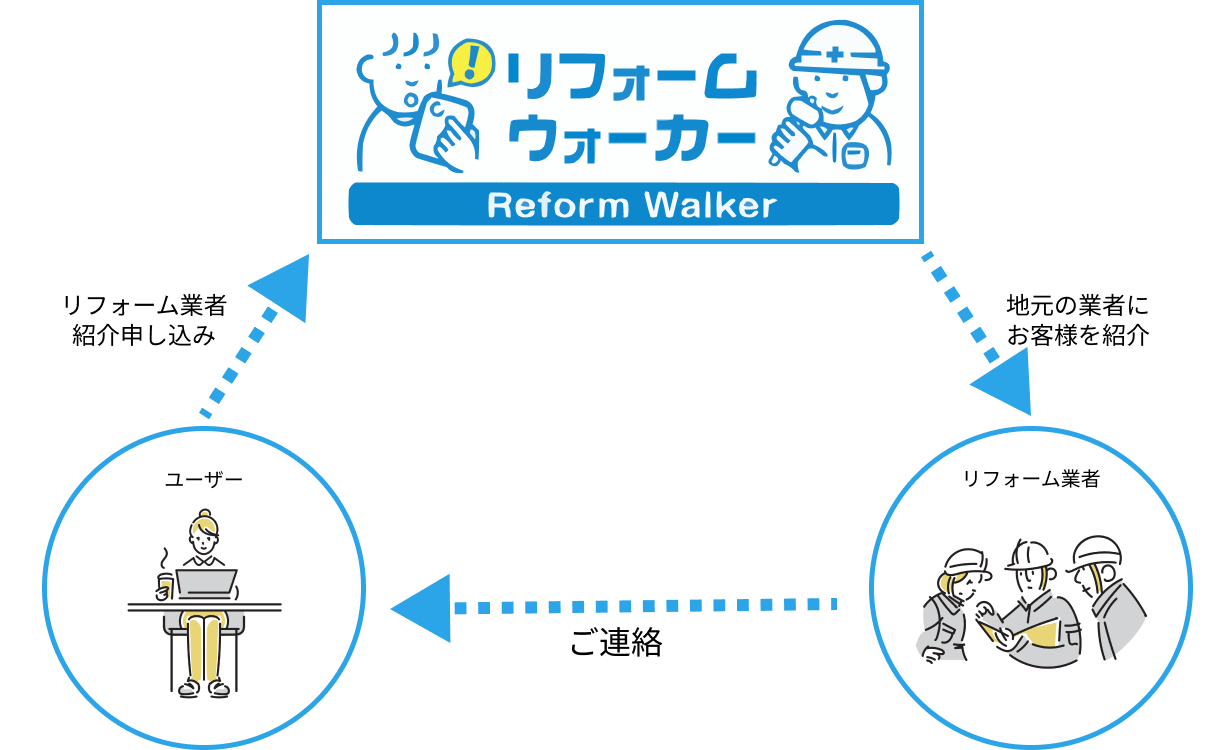 リフォーム
ウォーカー
Reform Walker
リフォーム業者
紹介申し込み
地元の業者に
お客様を紹介
ユーザー
リフォーム業者
ご連絡